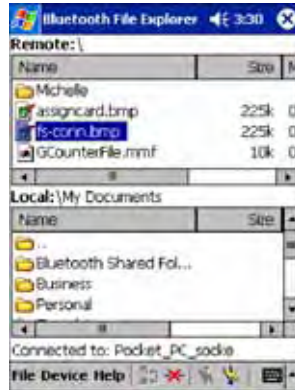 Bluetooth File Explorer 3:30
Remote: \
Name Size
Michelle
assigncard.bmp 225k
fs-conn.bmp 225k
GCounterFile.mmf 10k
Local: \My Documents
Name Size
..
Bluetooth Shared Fol...
Business
Personal
Connected to: Pocket_PC_socke
File Device Help